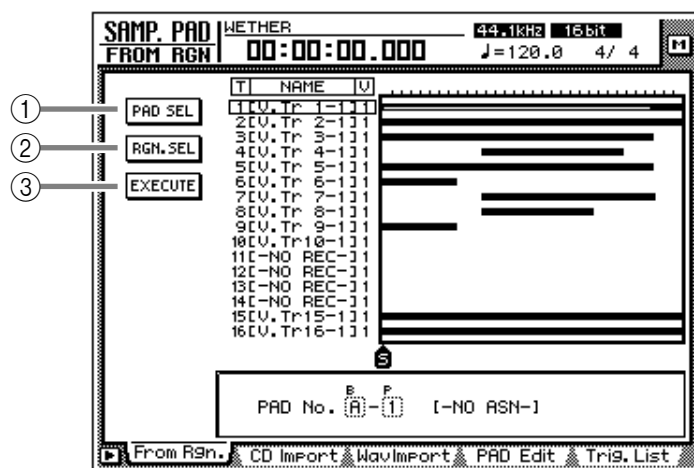 SAMP. PAD WETHER 44.1kHz 16bit M
FROM RGN 00:00:00.000 ♩=120.0 4/ 4
T NAME V
① PAD SEL
② RGN.SEL
③ EXECUTE
1[V.Tr 1-1]1
2[V.Tr 2-1]1
3[V.Tr 3-1]1
4[V.Tr 4-1]1
5[V.Tr 5-1]1
6[V.Tr 6-1]1
7[V.Tr 7-1]1
8[V.Tr 8-1]1
9[V.Tr 9-1]1
10[V.Tr10-1]1
11[-NO REC-]1
12[-NO REC-]1
13[-NO REC-]1
14[-NO REC-]1
15[V.Tr15-1]1
16[V.Tr16-1]1
S
B P
PAD No. A-1 [-NO ASN-]
From Rgn. CD Import WavImport PAD Edit Trig.List